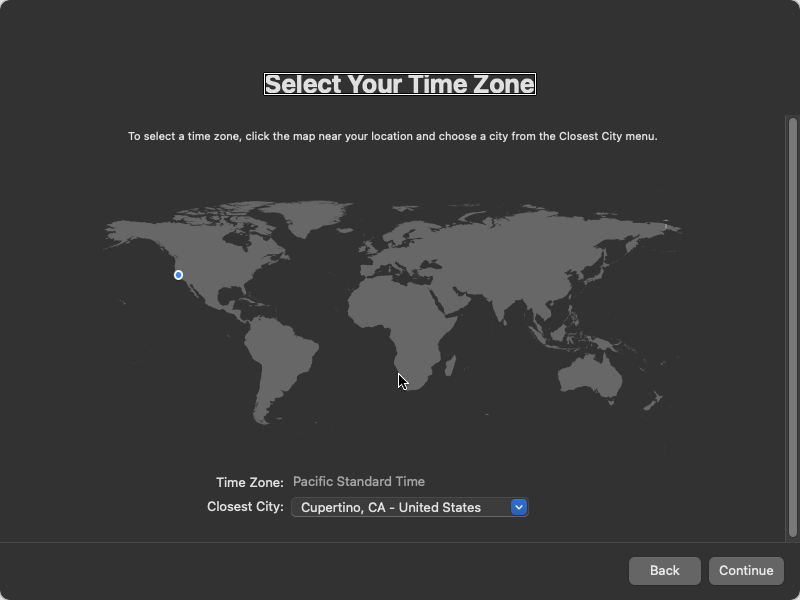 Select Your Time Zone
To select a time zone, click the map near your location and choose a city from the Closest City menu.
Time Zone: Pacific Standard Time
Closest City: Cupertino, CA - United States
Back Continue